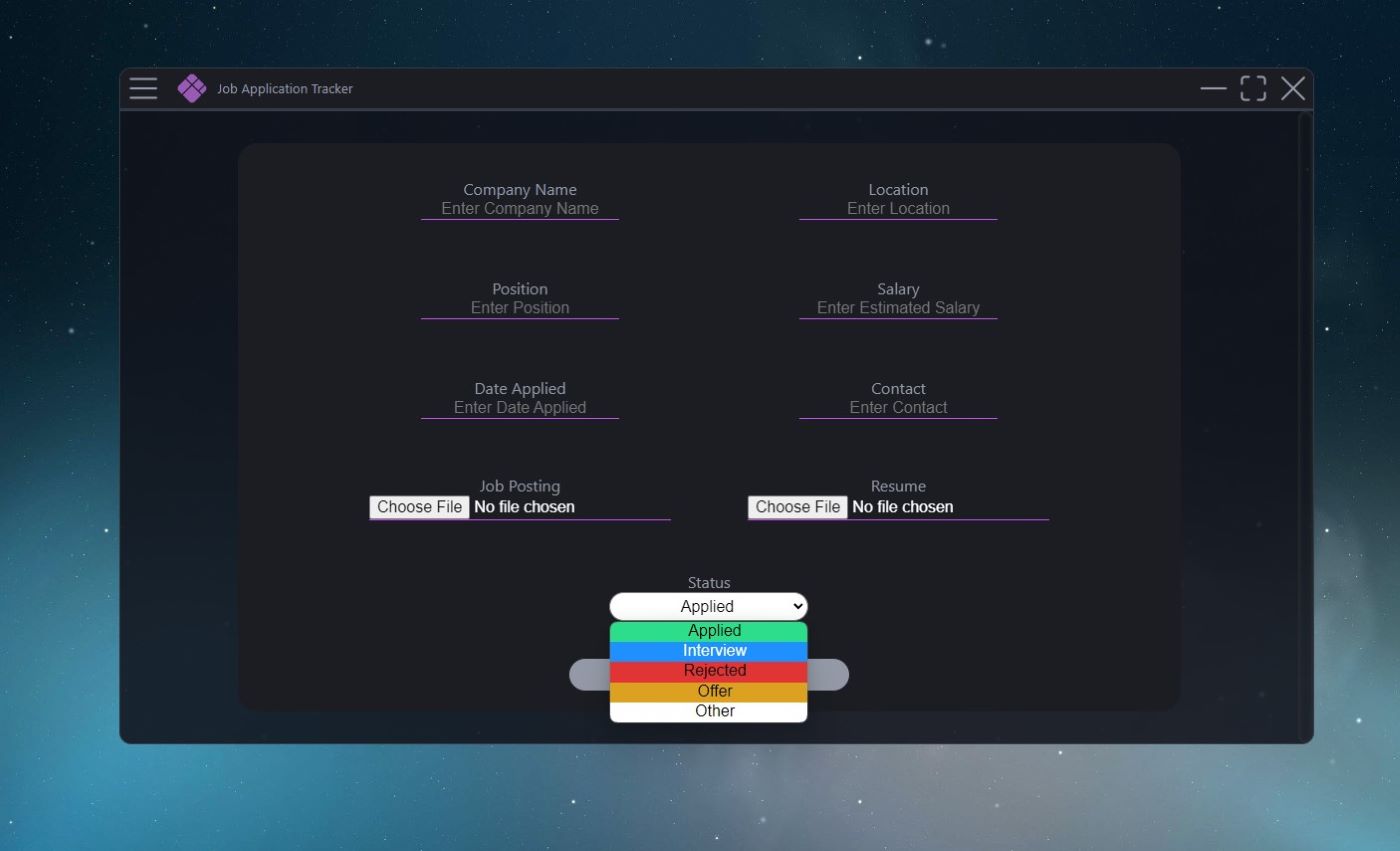 Job Application Tracker
Company Name
Enter Company Name
Location
Enter Location
Position
Enter Position
Salary
Enter Estimated Salary
Date Applied
Enter Date Applied
Contact
Enter Contact
Job Posting
Choose File No file chosen
Resume
Choose File No file chosen
Status
Applied
Applied
Interview
Rejected
Offer
Other